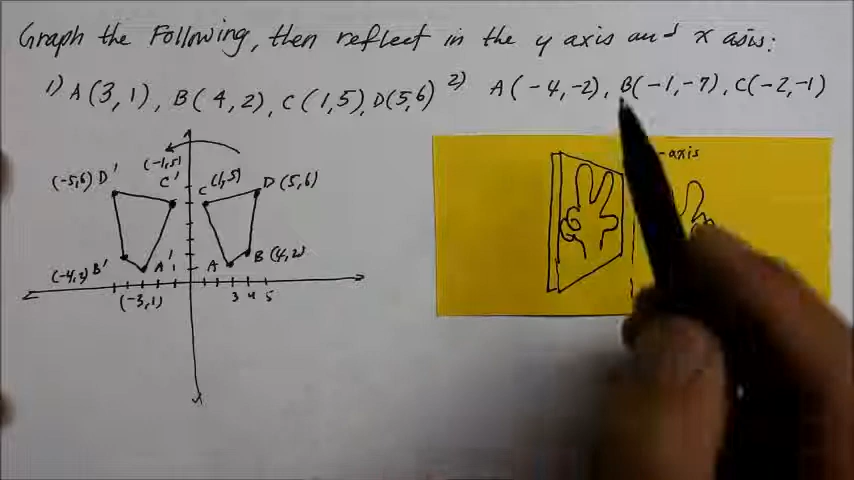 Graph the Following, then reflect in the y axis and x axis:
1) A(3,1), B(4,2), C(1,5), D(5,6) 2) A(-4,-2), B(-1,-7), C(-2,-1)
-axis
(-1,5)
(-5,6) D' C' C (1,5) D (5,6)
B' A' A B (4,2)
(-3,1) 3 4 5